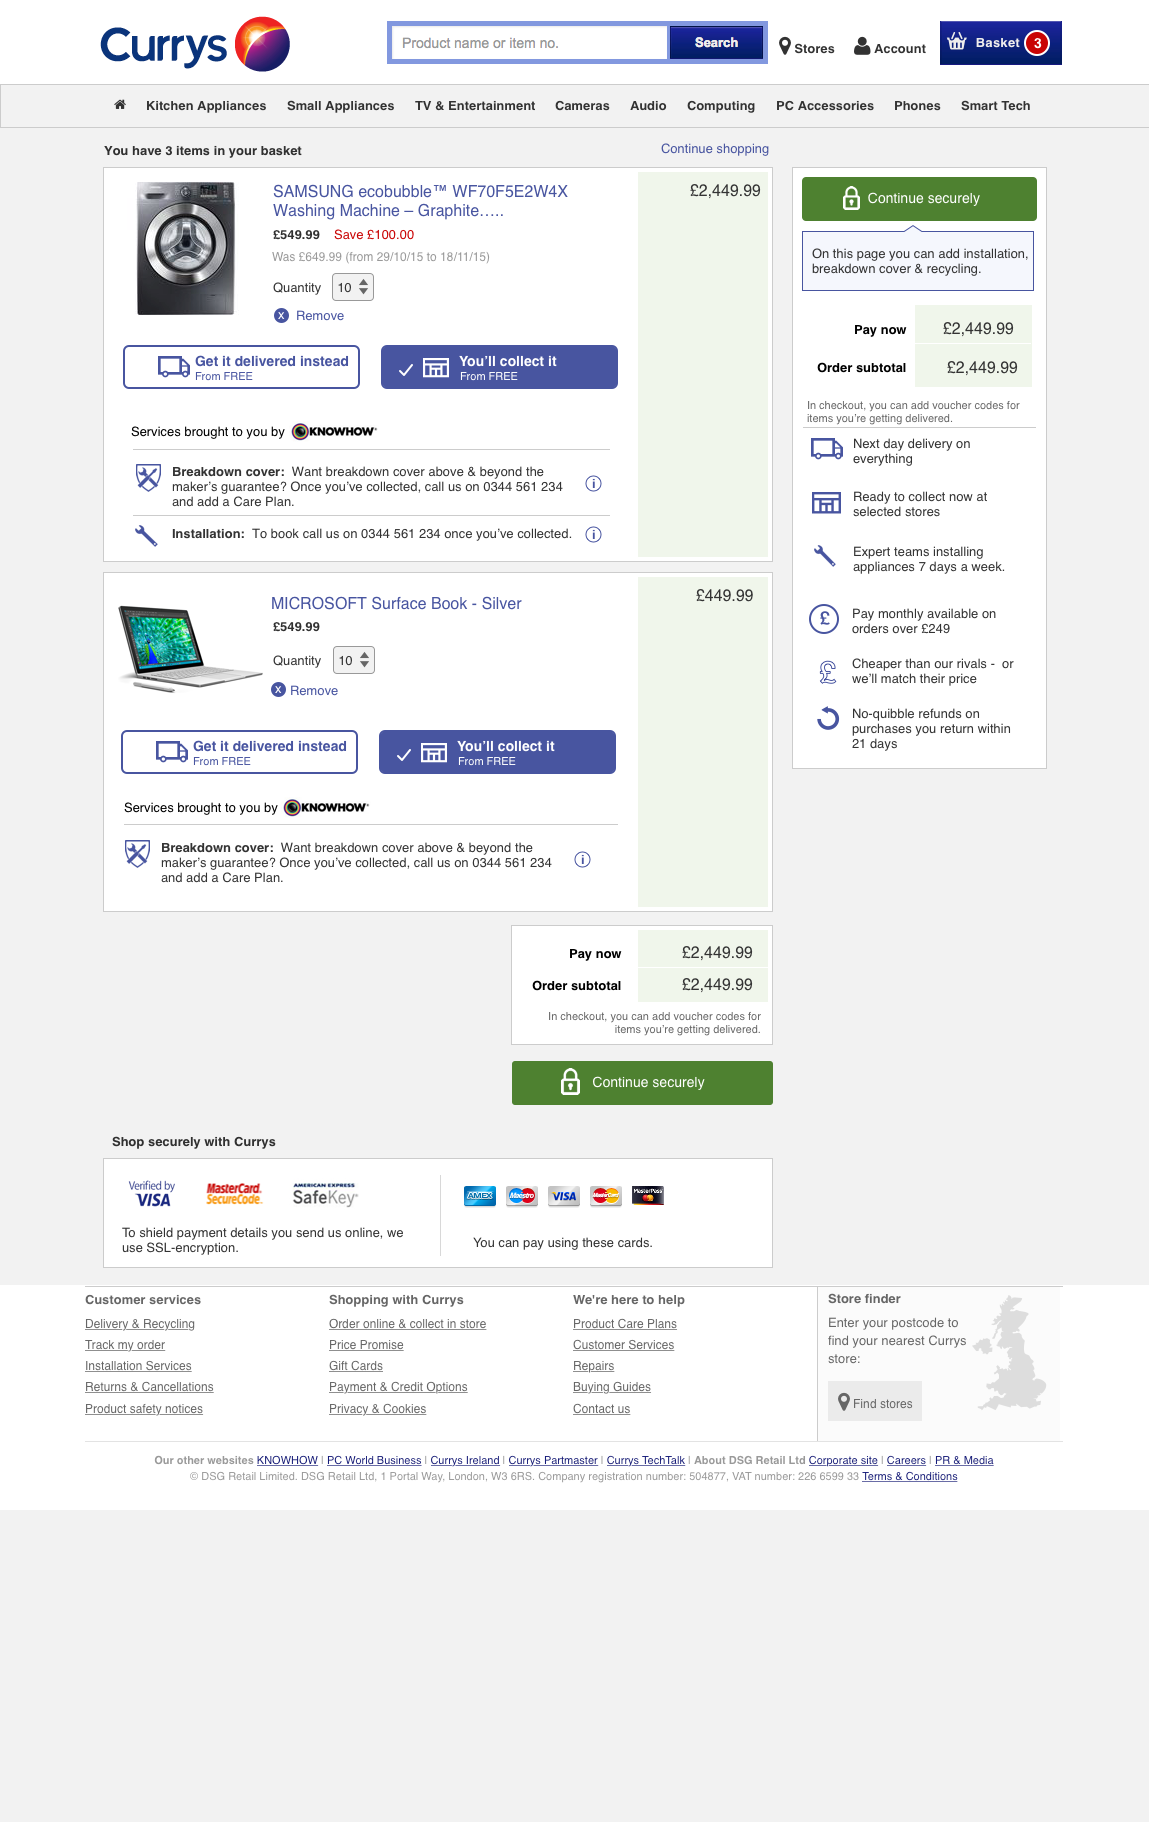 Currys
Product name or item no.
Search
Stores
Account
Basket 3
Kitchen Appliances
Small Appliances
TV & Entertainment
Cameras
Audio
Computing
PC Accessories
Phones
Smart Tech
You have 3 items in your basket
Continue shopping
SAMSUNG ecobubble™ WF70F5E2W4X
Washing Machine – Graphite…..
£2,449.99
£549.99 Save £100.00
Was £649.99 (from 29/10/15 to 18/11/15)
Quantity 10
x Remove
Get it delivered instead
From FREE
You'll collect it
From FREE
Services brought to you by KNOWHOW
Breakdown cover: Want breakdown cover above & beyond the
maker's guarantee? Once you've collected, call us on 0344 561 234
and add a Care Plan.
i
Installation: To book call us on 0344 561 234 once you've collected.
i
MICROSOFT Surface Book - Silver
£449.99
£549.99
Quantity 10
x Remove
Get it delivered instead
From FREE
You'll collect it
From FREE
Services brought to you by KNOWHOW
Breakdown cover: Want breakdown cover above & beyond the
maker's guarantee? Once you've collected, call us on 0344 561 234
and add a Care Plan.
i
Pay now £2,449.99
Order subtotal £2,449.99
In checkout, you can add voucher codes for
items you're getting delivered.
Continue securely
Continue securely
On this page you can add installation,
breakdown cover & recycling.
Pay now £2,449.99
Order subtotal £2,449.99
In checkout, you can add voucher codes for
items you're getting delivered.
Next day delivery on
everything
Ready to collect now at
selected stores
Expert teams installing
appliances 7 days a week.
£
Pay monthly available on
orders over £249
£
Cheaper than our rivals - or
we'll match their price
No-quibble refunds on
purchases you return within
21 days
Shop securely with Currys
Verified by
VISA
MasterCard.
SecureCode.
AMERICAN EXPRESS
SafeKey
To shield payment details you send us online, we
use SSL-encryption.
AMEX
Maestro
VISA
MasterCard
MasterPass
You can pay using these cards.
Customer services
Delivery & Recycling
Track my order
Installation Services
Returns & Cancellations
Product safety notices
Shopping with Currys
Order online & collect in store
Price Promise
Gift Cards
Payment & Credit Options
Privacy & Cookies
We're here to help
Product Care Plans
Customer Services
Repairs
Buying Guides
Contact us
Store finder
Enter your postcode to
find your nearest Currys
store:
Find stores
Our other websites KNOWHOW | PC World Business | Currys Ireland | Currys Partmaster | Currys TechTalk | About DSG Retail Ltd Corporate site | Careers | PR & Media
© DSG Retail Limited. DSG Retail Ltd, 1 Portal Way, London, W3 6RS. Company registration number: 504877, VAT number: 226 6599 33 Terms & Conditions